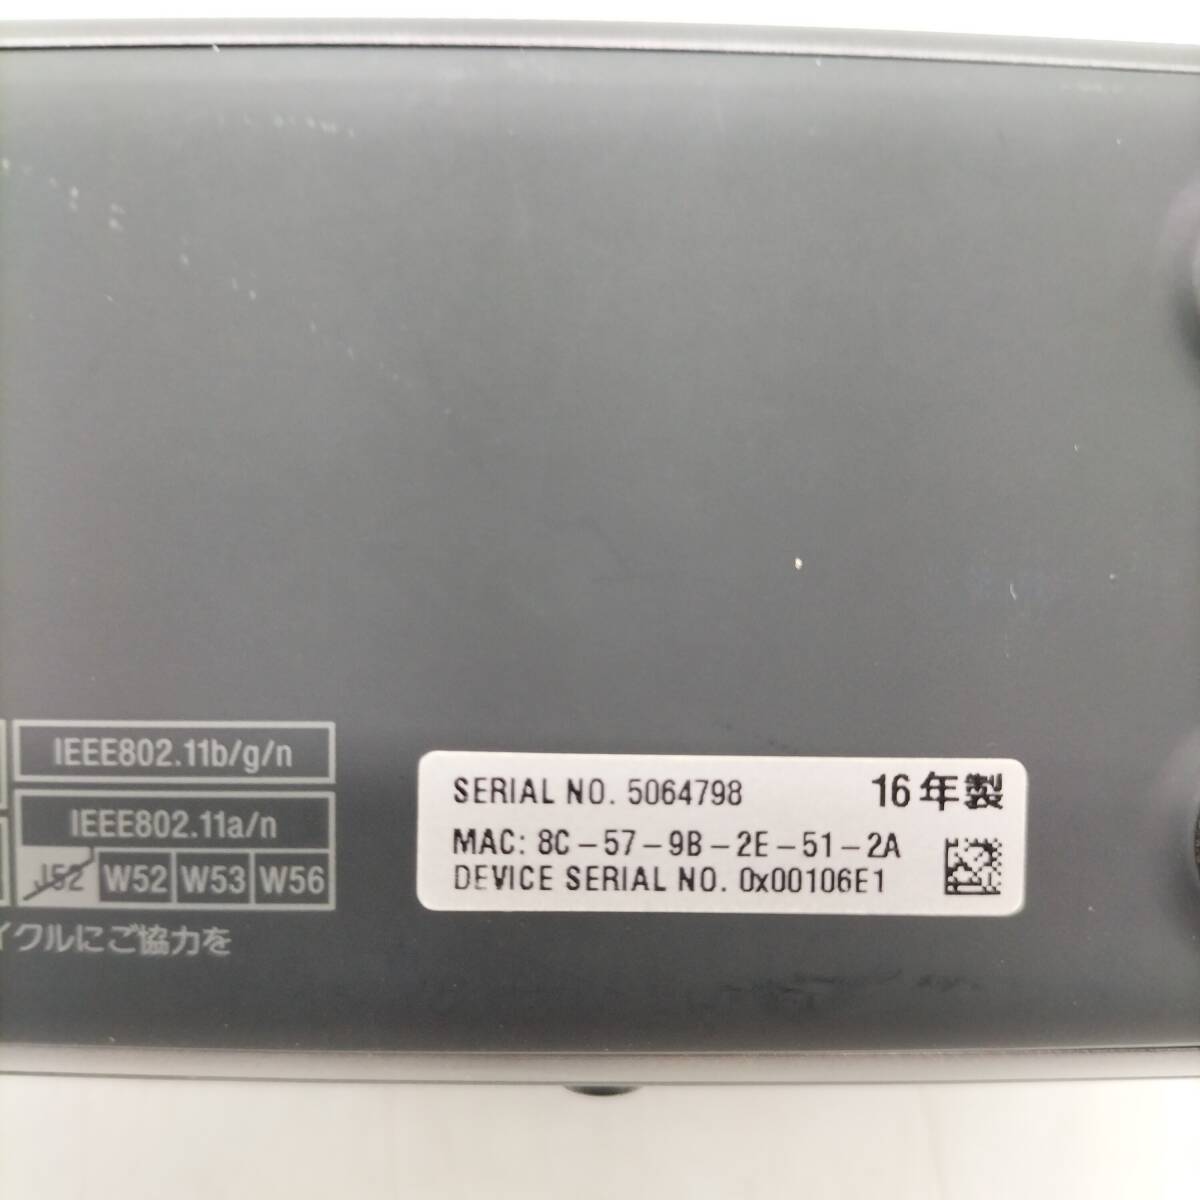 IEEE802.11b/g/n
IEEE802.11a/n
J52 W52 W53 W56
イクルにご協力を
SERIAL NO. 5064798 16年製
MAC: 8C-57-9B-2E-51-2A
DEVICE SERIAL NO. 0x00106E1